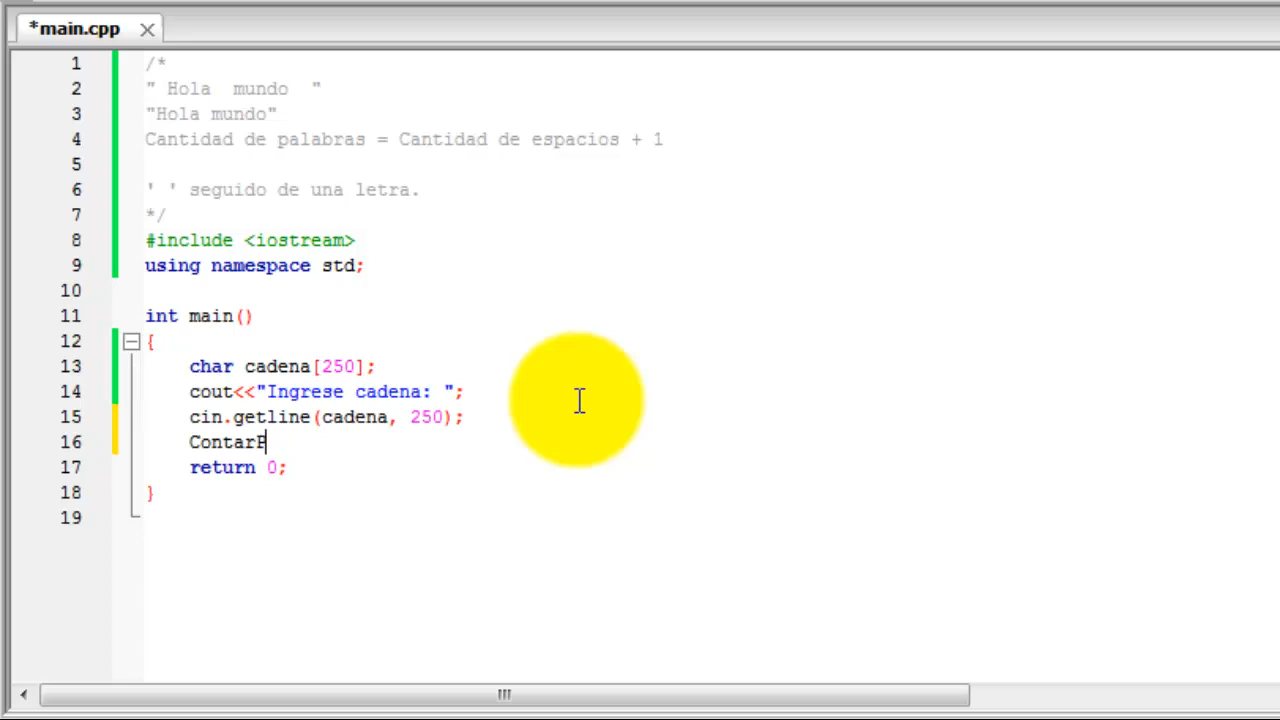 *main.cpp
1 /*
2 " Hola  mundo  "
3 "Hola mundo"
4 Cantidad de palabras = Cantidad de espacios + 1
5
6 ' ' seguido de una letra.
7 */
8 #include <iostream>
9 using namespace std;
10
11 int main()
12 {
13     char cadena[250];
14     cout<<"Ingrese cadena: ";
15     cin.getline(cadena, 250);
16     ContarP
17     return 0;
18 }
19